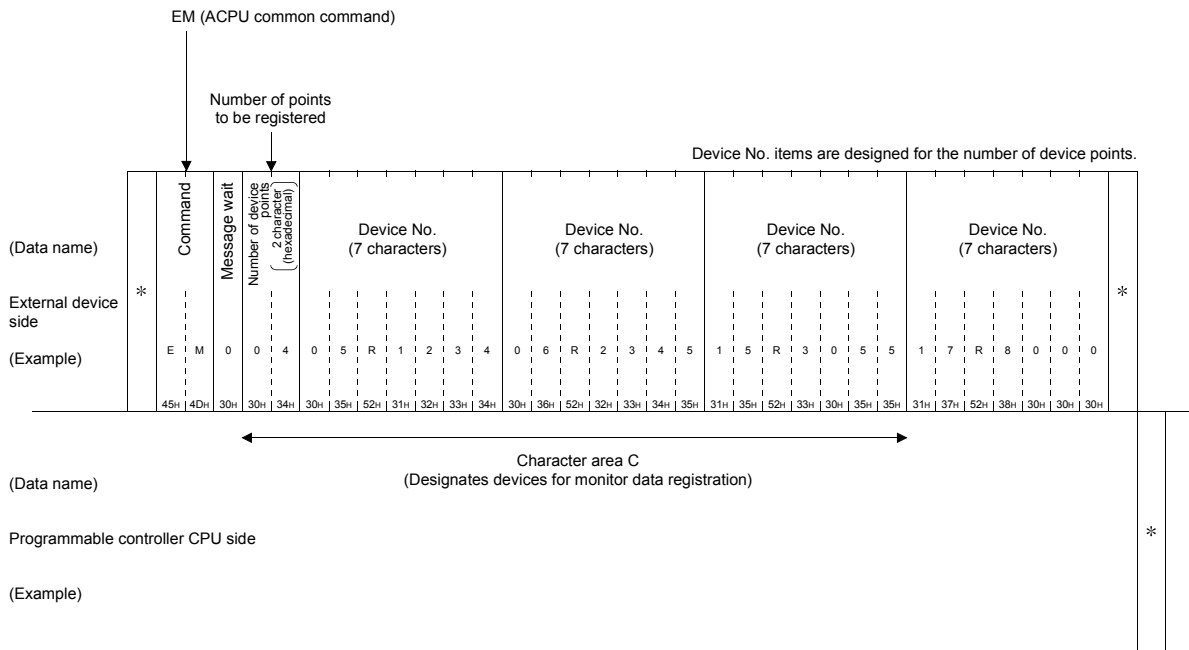 EM (ACPU common command)
Number of points
to be registered
Device No. items are designed for the number of device points.
(Data name)
Command
Message wait
Number of device
points
2 character
(hexadecimal)
Device No.
(7 characters)
Device No.
(7 characters)
Device No.
(7 characters)
Device No.
(7 characters)
External device
side
*
*
(Example)
E M 0 0 4 0 5 R 1 2 3 4 0 6 R 2 3 4 5 1 5 R 3 0 5 5 1 7 R 8 0 0 0
45H 4DH 30H 30H 34H 30H 35H 52H 31H 32H 33H 34H 30H 36H 52H 32H 33H 34H 35H 31H 35H 52H 33H 30H 35H 35H 31H 37H 52H 38H 30H 30H 30H
Character area C
(Designates devices for monitor data registration)
(Data name)
Programmable controller CPU side
*
(Example)